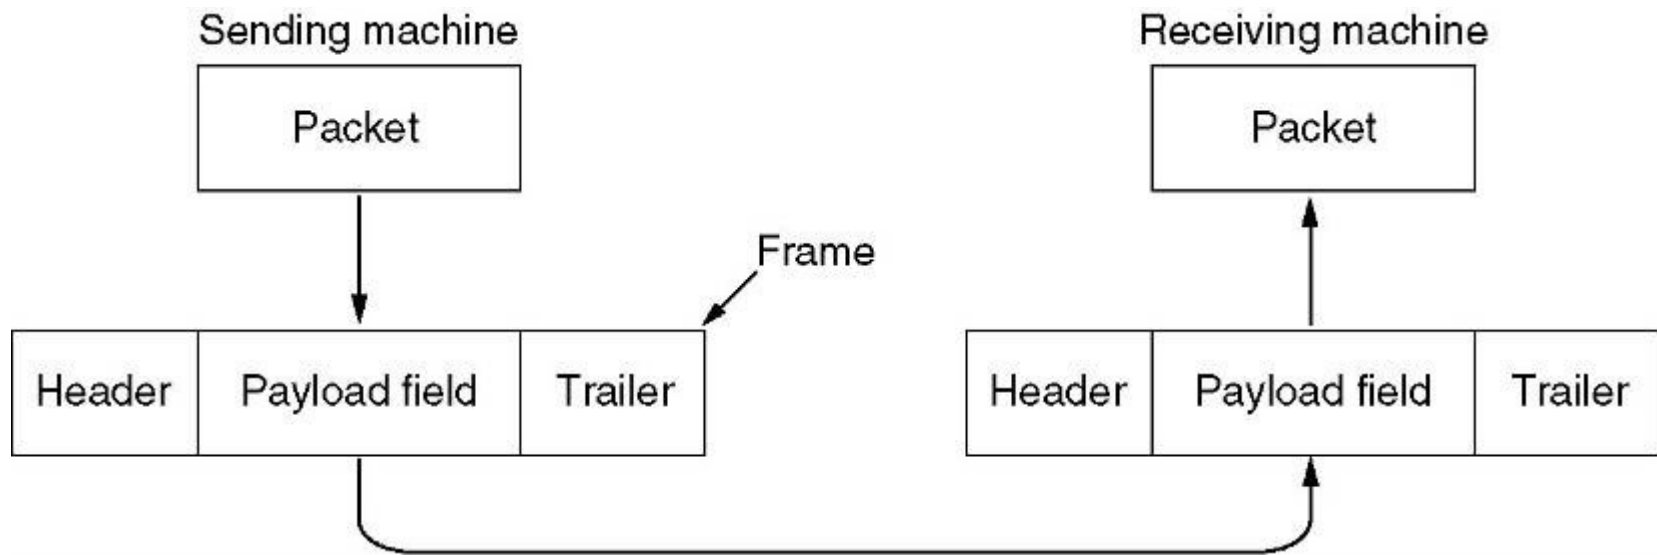 Sending machine
Receiving machine
Packet
Packet
Frame
Header
Payload field
Trailer
Header
Payload field
Trailer